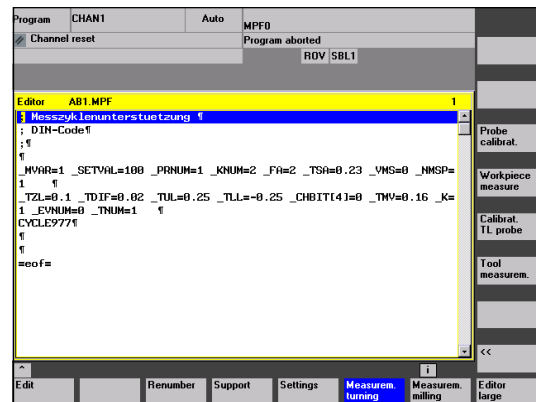 Program CHAN1 Auto MPF0
Channel reset Program aborted
ROV SBL1
Editor AB1.MPF 1
; Messzyklenunterstuetzung ¶
; DIN-Code¶
;¶
¶
_MVAR=1 _SETVAL=100 _PRNUM=1 _KNUM=2 _FA=2 _TSA=0.23 _VMS=0 _NMSP=
1 ¶
_TZL=0.1 _TDIF=0.02 _TUL=0.25 _TLL=-0.25 _CHBIT[4]=0 _TMV=0.16 _K=
1 _EVNUM=0 _TNUM=1 ¶
CYCLE977¶
¶
¶
=eof=
Probe
calibrat.
Workpiece
measure
Calibrat.
TL probe
Tool
measurem.
<<
^ i
Edit Renumber Support Settings Measurem. turning Measurem. milling Editor large